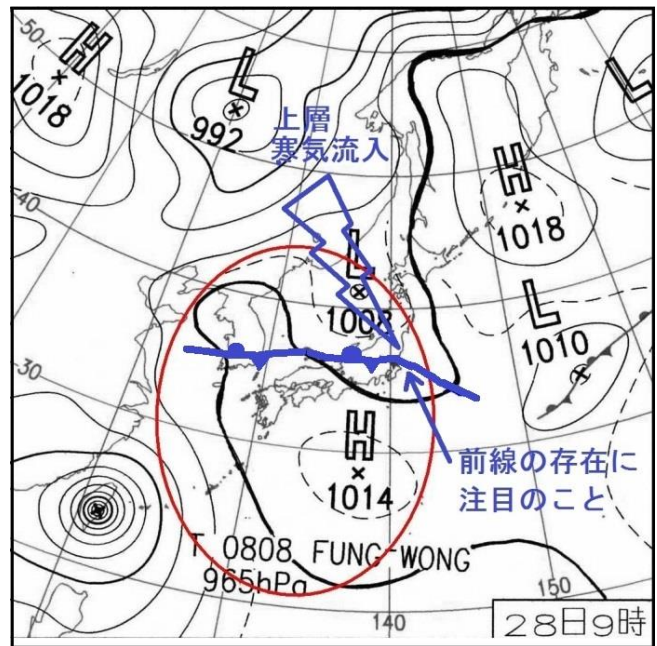 50
H
1018
L
992
上層
寒気流入
L
40
H
1018
L
1008
L
1010
30
H
1014
前線の存在に
注目のこと
T 0808 FUNG-WONG
965hPa
150
140
28日9時